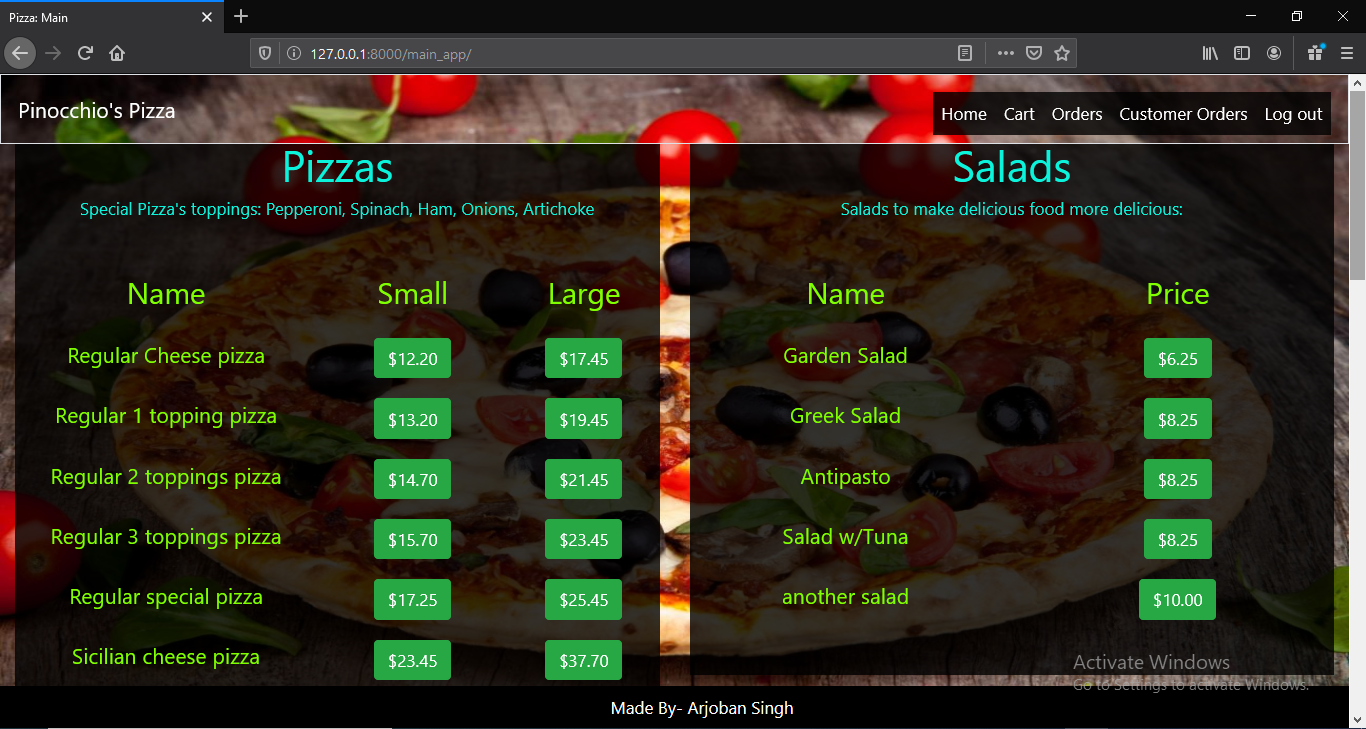 Pizza: Main
127.0.0.1:8000/main_app/
Pinocchio's Pizza
Home Cart Orders Customer Orders Log out
Pizzas
Special Pizza's toppings: Pepperoni, Spinach, Ham, Onions, Artichoke
Name Small Large
Regular Cheese pizza $12.20 $17.45
Regular 1 topping pizza $13.20 $19.45
Regular 2 toppings pizza $14.70 $21.45
Regular 3 toppings pizza $15.70 $23.45
Regular special pizza $17.25 $25.45
Sicilian cheese pizza $23.45 $37.70
Salads
Salads to make delicious food more delicious:
Name Price
Garden Salad $6.25
Greek Salad $8.25
Antipasto $8.25
Salad w/Tuna $8.25
another salad $10.00
Activate Windows
Go to Settings to activate Windows.
Made By- Arjoban Singh